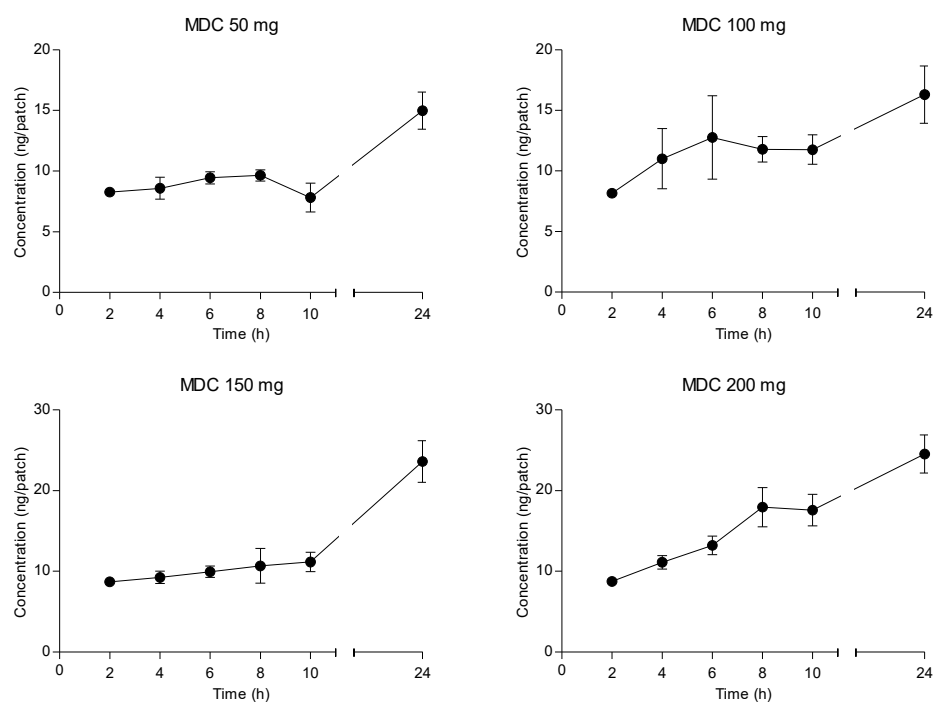 MDC 50 mg
20
15
10
5
0
Concentration (ng/patch)
0 2 4 6 8 10 24
Time (h)
MDC 100 mg
20
15
10
5
0
Concentration (ng/patch)
0 2 4 6 8 10 24
Time (h)
MDC 150 mg
30
20
10
0
Concentration (ng/patch)
0 2 4 6 8 10 24
Time (h)
MDC 200 mg
30
20
10
0
Concentration (ng/patch)
0 2 4 6 8 10 24
Time (h)